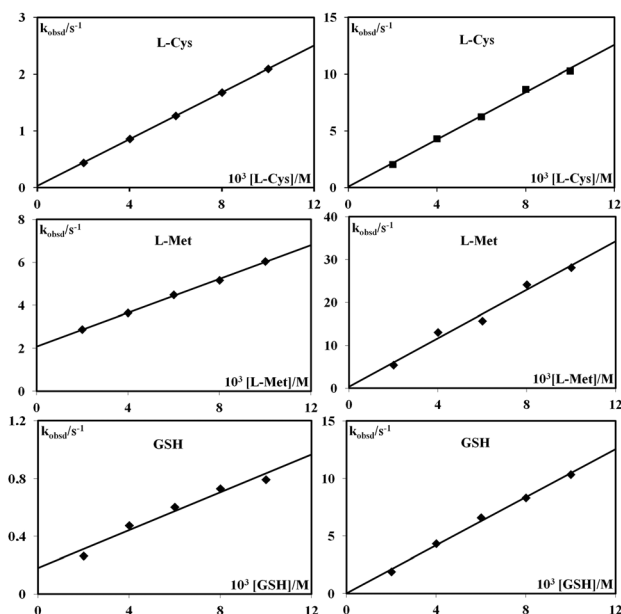 k_obsd/s⁻¹
3
L-Cys
2
1
0
0 4 8 12
10³ [L-Cys]/M
k_obsd/s⁻¹
15
L-Cys
10
5
0
0 4 8 12
10³ [L-Cys]/M
k_obsd/s⁻¹
8
L-Met
6
4
2
0
10³ [L-Met]/M
0 4 8 12
k_obsd/s⁻¹
40
L-Met
30
20
10
0
10³ [L-Met]/M
0 4 8 12
k_obsd/s⁻¹
1.2
GSH
0.8
0.4
0
10³ [GSH]/M
0 4 8 12
k_obsd/s⁻¹
15
GSH
10
5
0
10³ [GSH]/M
0 4 8 12